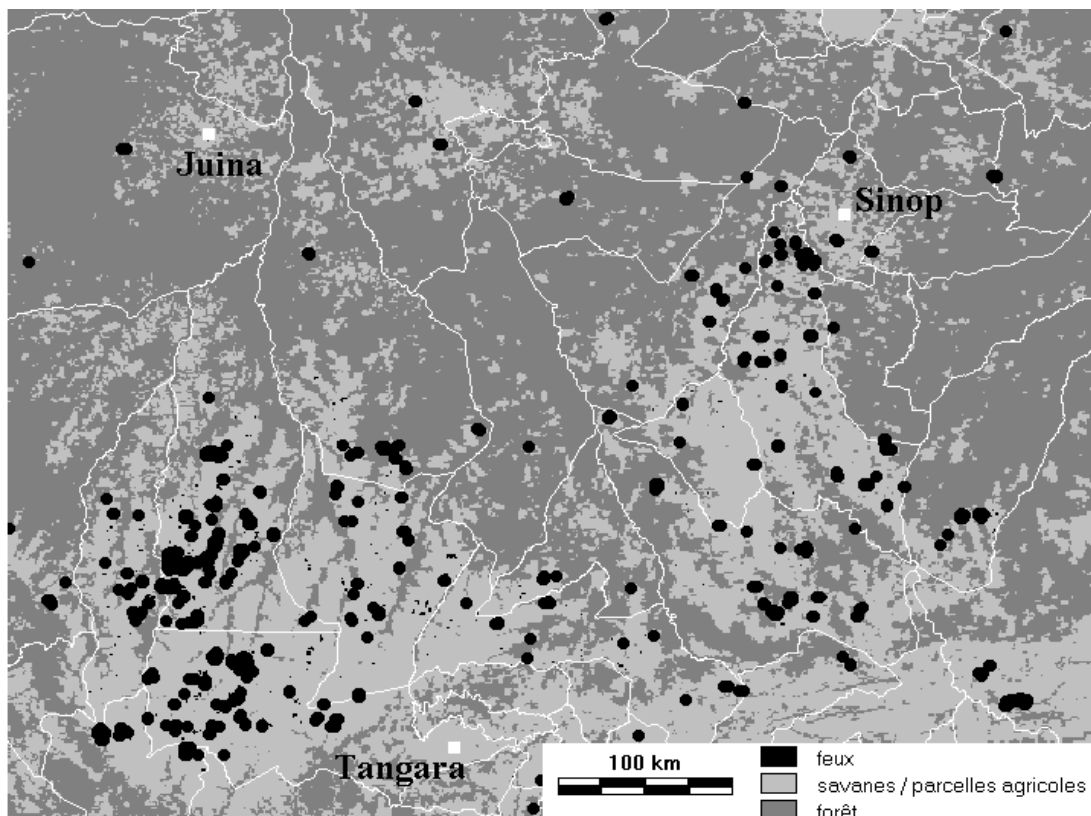 Juina
Sinop
Tangara
100 km
feux
savanes / parcelles agricoles
forêt